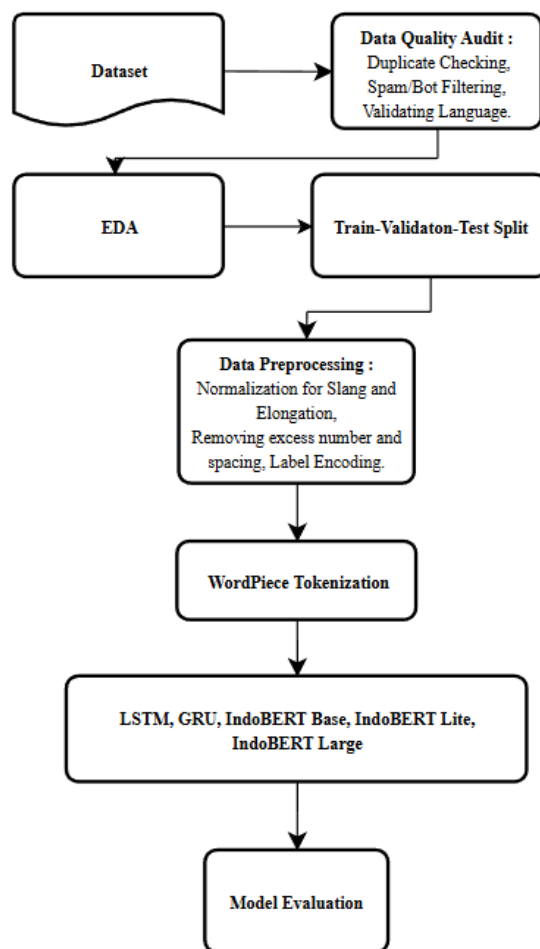 Dataset
Data Quality Audit :
Duplicate Checking,
Spam/Bot Filtering,
Validating Language.
EDA
Train-Validaton-Test Split
Data Preprocessing :
Normalization for Slang and
Elongation,
Removing excess number and
spacing, Label Encoding.
WordPiece Tokenization
LSTM, GRU, IndoBERT Base, IndoBERT Lite,
IndoBERT Large
Model Evaluation